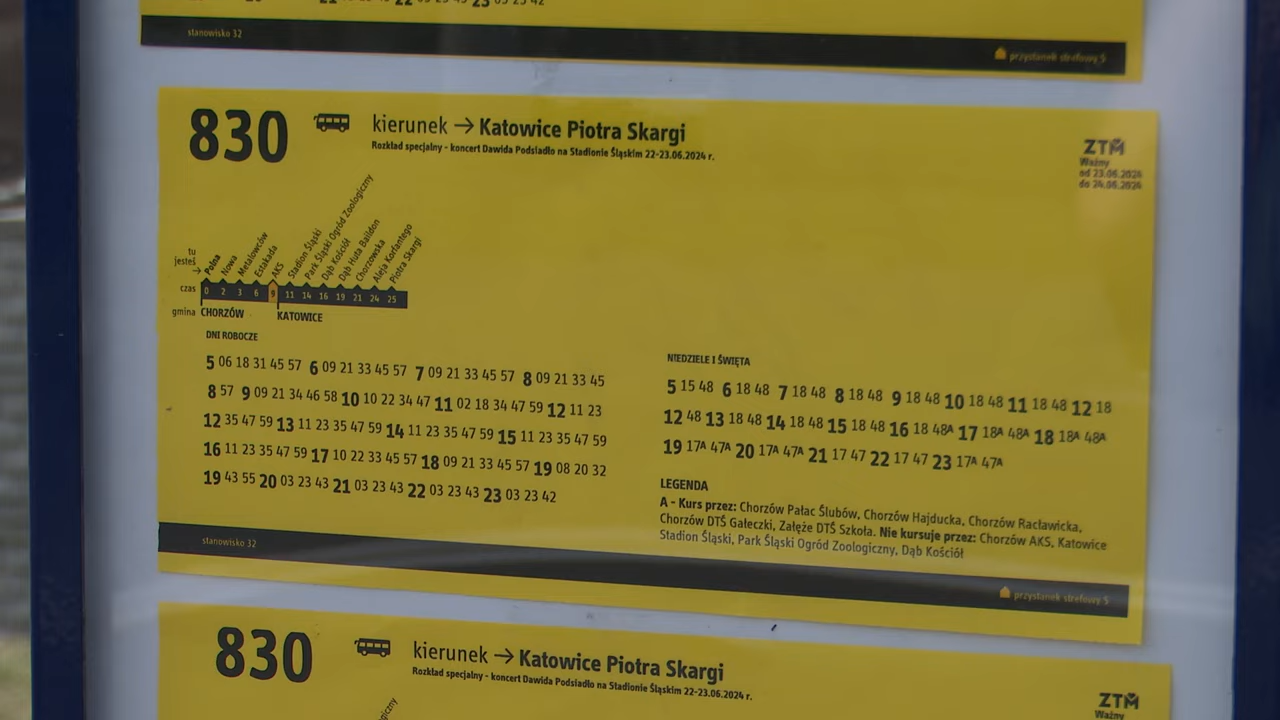 22 03 23 43 23 03 23 42
stanowisko 32
przystanek strefowy 5
830 kierunek → Katowice Piotra Skargi
Rozkład specjalny - koncert Dawida Podsiadło na Stadionie Śląskim 22-23.06.2024 r.
ZTM
Ważny
od 23.06.2024
do 24.06.2024
tu jesteś
Polna
Nowa
Metalowców
Estakada
AKS
Stadion Śląski
Park Śląski Ogród Zoologiczny
Dąb Kościół
Dąb Huta Baildon
Chorzowska
Aleja Korfantego
Piotra Skargi
czas 0 2 3 6 9 11 14 16 19 21 24 25
gmina CHORZÓW KATOWICE
DNI ROBOCZE
5 06 18 31 45 57 6 09 21 33 45 57 7 09 21 33 45 57 8 09 21 33 45
8 57 9 09 21 34 46 58 10 10 22 34 47 11 02 18 34 47 59 12 11 23
12 35 47 59 13 11 23 35 47 59 14 11 23 35 47 59 15 11 23 35 47 59
16 11 23 35 47 59 17 10 22 33 45 57 18 09 21 33 45 57 19 08 20 32
19 43 55 20 03 23 43 21 03 23 43 22 03 23 43 23 03 23 42
NIEDZIELE I ŚWIĘTA
5 15 48 6 18 48 7 18 48 8 18 48 9 18 48 10 18 48 11 18 48 12 18
12 48 13 18 48 14 18 48 15 18 48 16 18 48A 17 18A 48A 18 18A 48A
19 17A 47A 20 17A 47A 21 17 47 22 17 47 23 17A 47A
LEGENDA
A - Kurs przez: Chorzów Pałac Ślubów, Chorzów Hajducka, Chorzów Racławicka,
Chorzów DTŚ Gałeczki, Załęże DTŚ Szkoła. Nie kursuje przez: Chorzów AKS, Katowice
Stadion Śląski, Park Śląski Ogród Zoologiczny, Dąb Kościół
stanowisko 32
przystanek strefowy 5
830 kierunek → Katowice Piotra Skargi
Rozkład specjalny - koncert Dawida Podsiadło na Stadionie Śląskim 22-23.06.2024 r.
ZTM
Ważny